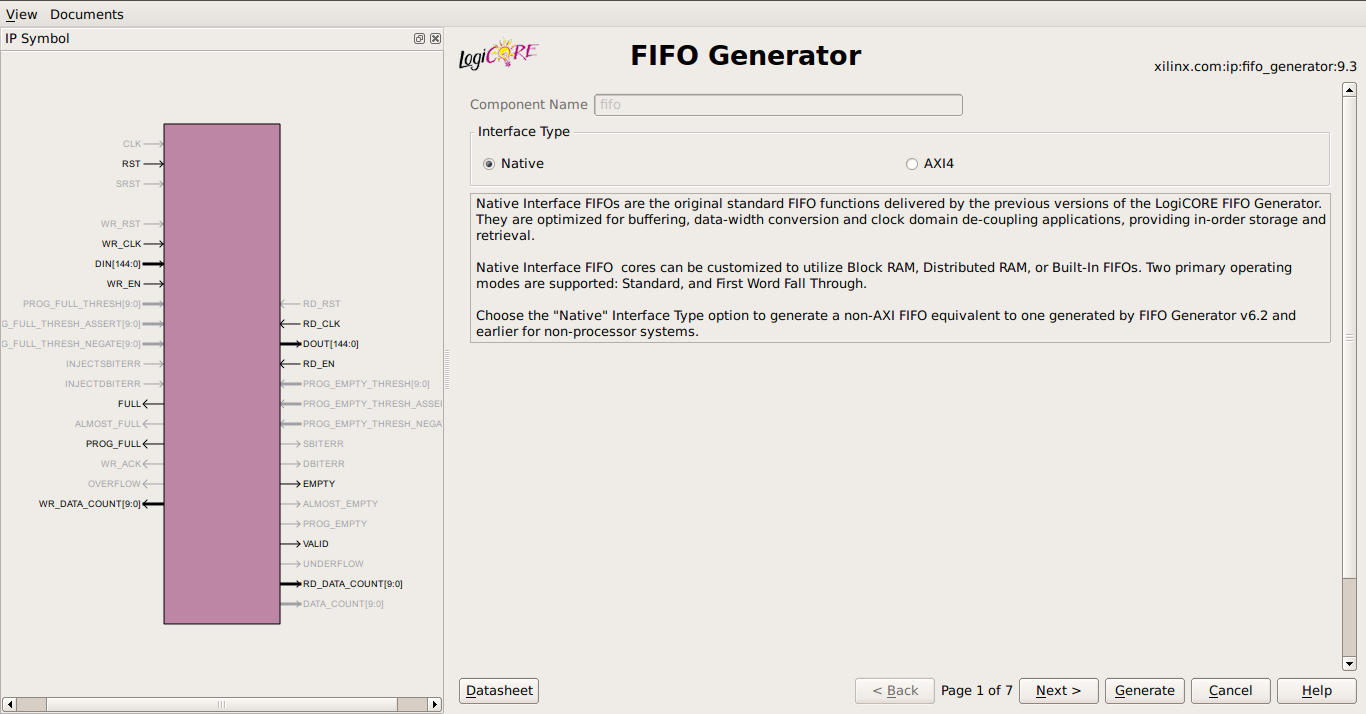 View Documents
IP Symbol
CLK
RST
SRST
WR_RST
WR_CLK
DIN[144:0]
WR_EN
PROG_FULL_THRESH[9:0]
G_FULL_THRESH_ASSERT[9:0]
G_FULL_THRESH_NEGATE[9:0]
INJECTSBITERR
INJECTDBITERR
FULL
ALMOST_FULL
PROG_FULL
WR_ACK
OVERFLOW
WR_DATA_COUNT[9:0]
RD_RST
RD_CLK
DOUT[144:0]
RD_EN
PROG_EMPTY_THRESH[9:0]
PROG_EMPTY_THRESH_ASSE
PROG_EMPTY_THRESH_NEGA
SBITERR
DBITERR
EMPTY
ALMOST_EMPTY
PROG_EMPTY
VALID
UNDERFLOW
RD_DATA_COUNT[9:0]
DATA_COUNT[9:0]
LogiCORE
FIFO Generator
xilinx.com:ip:fifo_generator:9.3
Component Name fifo
Interface Type
Native AXI4
Native Interface FIFOs are the original standard FIFO functions delivered by the previous versions of the LogiCORE FIFO Generator.
They are optimized for buffering, data-width conversion and clock domain de-coupling applications, providing in-order storage and
retrieval.
Native Interface FIFO  cores can be customized to utilize Block RAM, Distributed RAM, or Built-In FIFOs. Two primary operating
modes are supported: Standard, and First Word Fall Through.
Choose the "Native" Interface Type option to generate a non-AXI FIFO equivalent to one generated by FIFO Generator v6.2 and
earlier for non-processor systems.
Datasheet < Back Page 1 of 7 Next > Generate Cancel Help